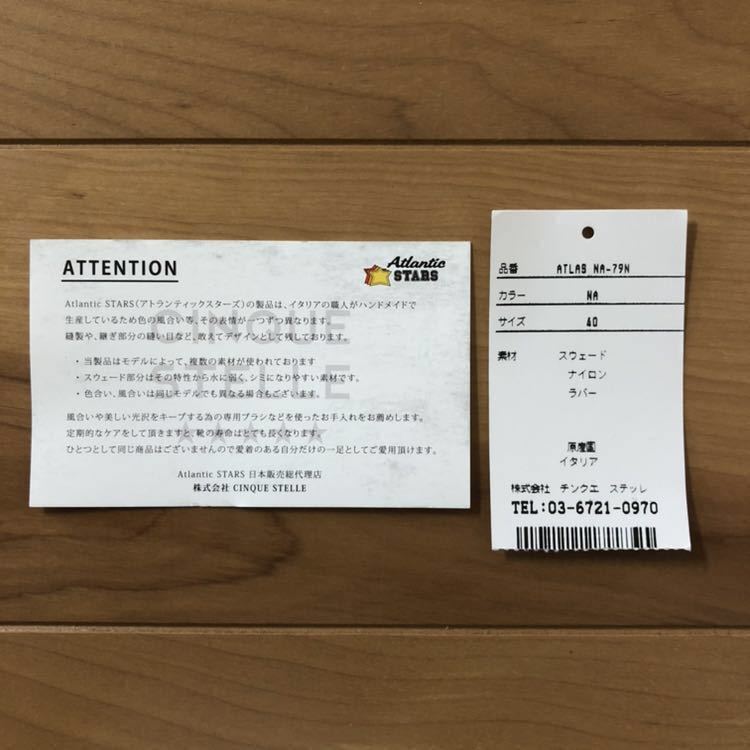 ATTENTION
Atlantic
STARS
Atlantic STARS(アトランティックスターズ)の製品は、イタリアの職人がハンドメイドで
生産しているため色の風合い等、その表情が一つずつ異なります。
縫製や、継ぎ部分の縫い目など、敢えてデザインとして残しております。
・当製品はモデルによって、複数の素材が使われております
・スウェード部分はその特性から水に弱く、シミになりやすい素材です。
・色合い、風合いは同じモデルでも異なる場合もございます。
風合いや美しい光沢をキープする為の専用ブラシなどを使ったお手入れをお薦めします。
定期的なケアをして頂きますと、靴の寿命はとても長くなります。
ひとつとして同じ商品はございませんので愛着のある自分だけの一足としてご愛用頂けます。
Atlantic STARS 日本販売総代理店
株式会社 CINQUE STELLE
CINQUE
STELLE
★★★★★
品番 ATLAS NA-79N
カラー NA
サイズ 40
素材 スウェード
ナイロン
ラバー
原産国
イタリア
株式会社 チンクエ ステッレ
TEL:03-6721-0970